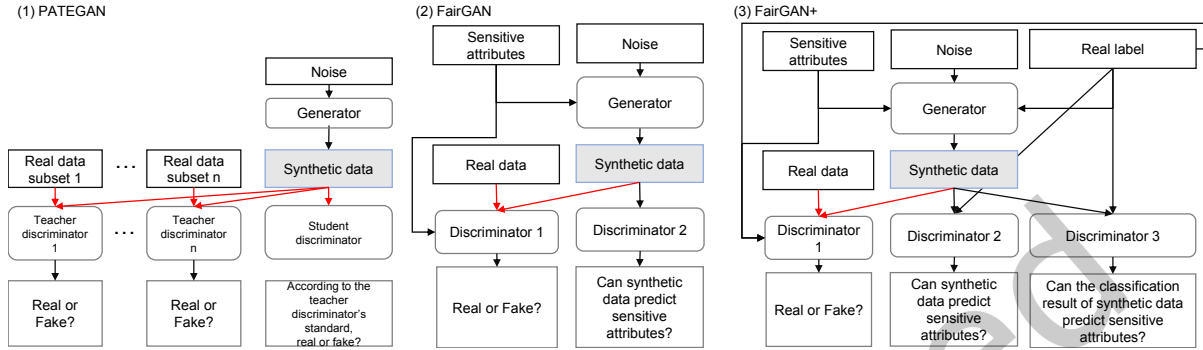 (1) PATEGAN
Noise
Generator
Real data
subset 1
...
Real data
subset n
Synthetic data
Teacher
discriminator
1
...
Teacher
discriminator
n
Student
discriminator
Real or
Fake?
Real or
Fake?
According to the
teacher
discriminator's
standard,
real or fake?
(2) FairGAN
Sensitive
attributes
Noise
Generator
Real data
Synthetic data
Discriminator 1
Discriminator 2
Real or Fake?
Can synthetic
data predict
sensitive
attributes?
(3) FairGAN+
Sensitive
attributes
Noise
Real label
Generator
Real data
Synthetic data
Discriminator
1
Discriminator 2
Discriminator 3
Real or Fake?
Can synthetic
data predict
sensitive
attributes?
Can the classification
result of synthetic data
predict sensitive
attributes?